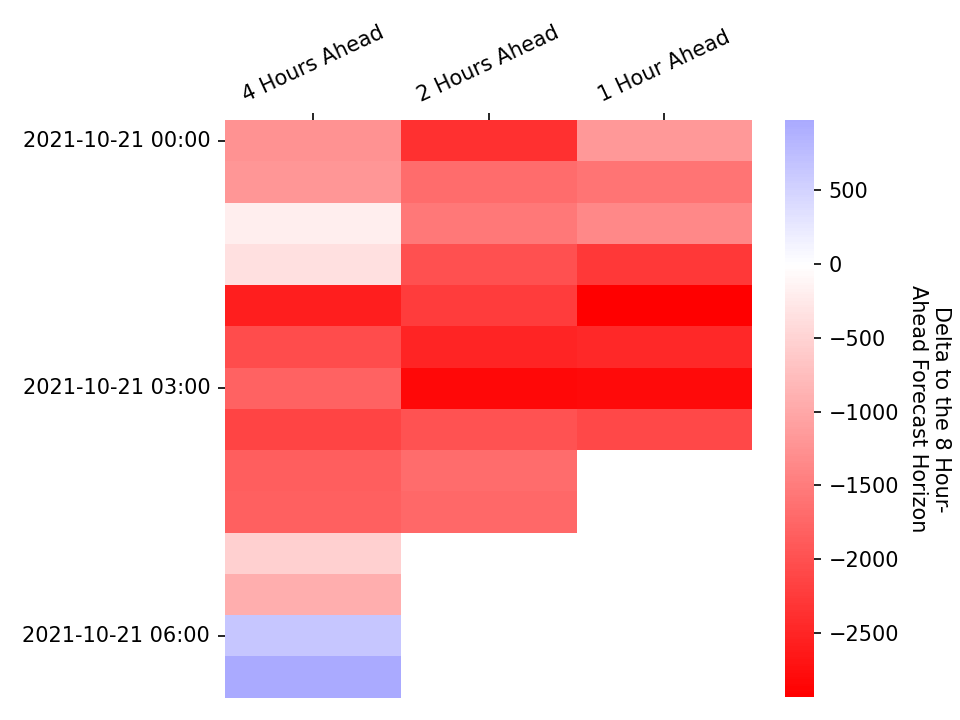 4 Hours Ahead
2 Hours Ahead
1 Hour Ahead
2021-10-21 00:00
2021-10-21 03:00
2021-10-21 06:00
500
0
−500
−1000
−1500
−2000
−2500
Delta to the 8 Hour-
Ahead Forecast Horizon